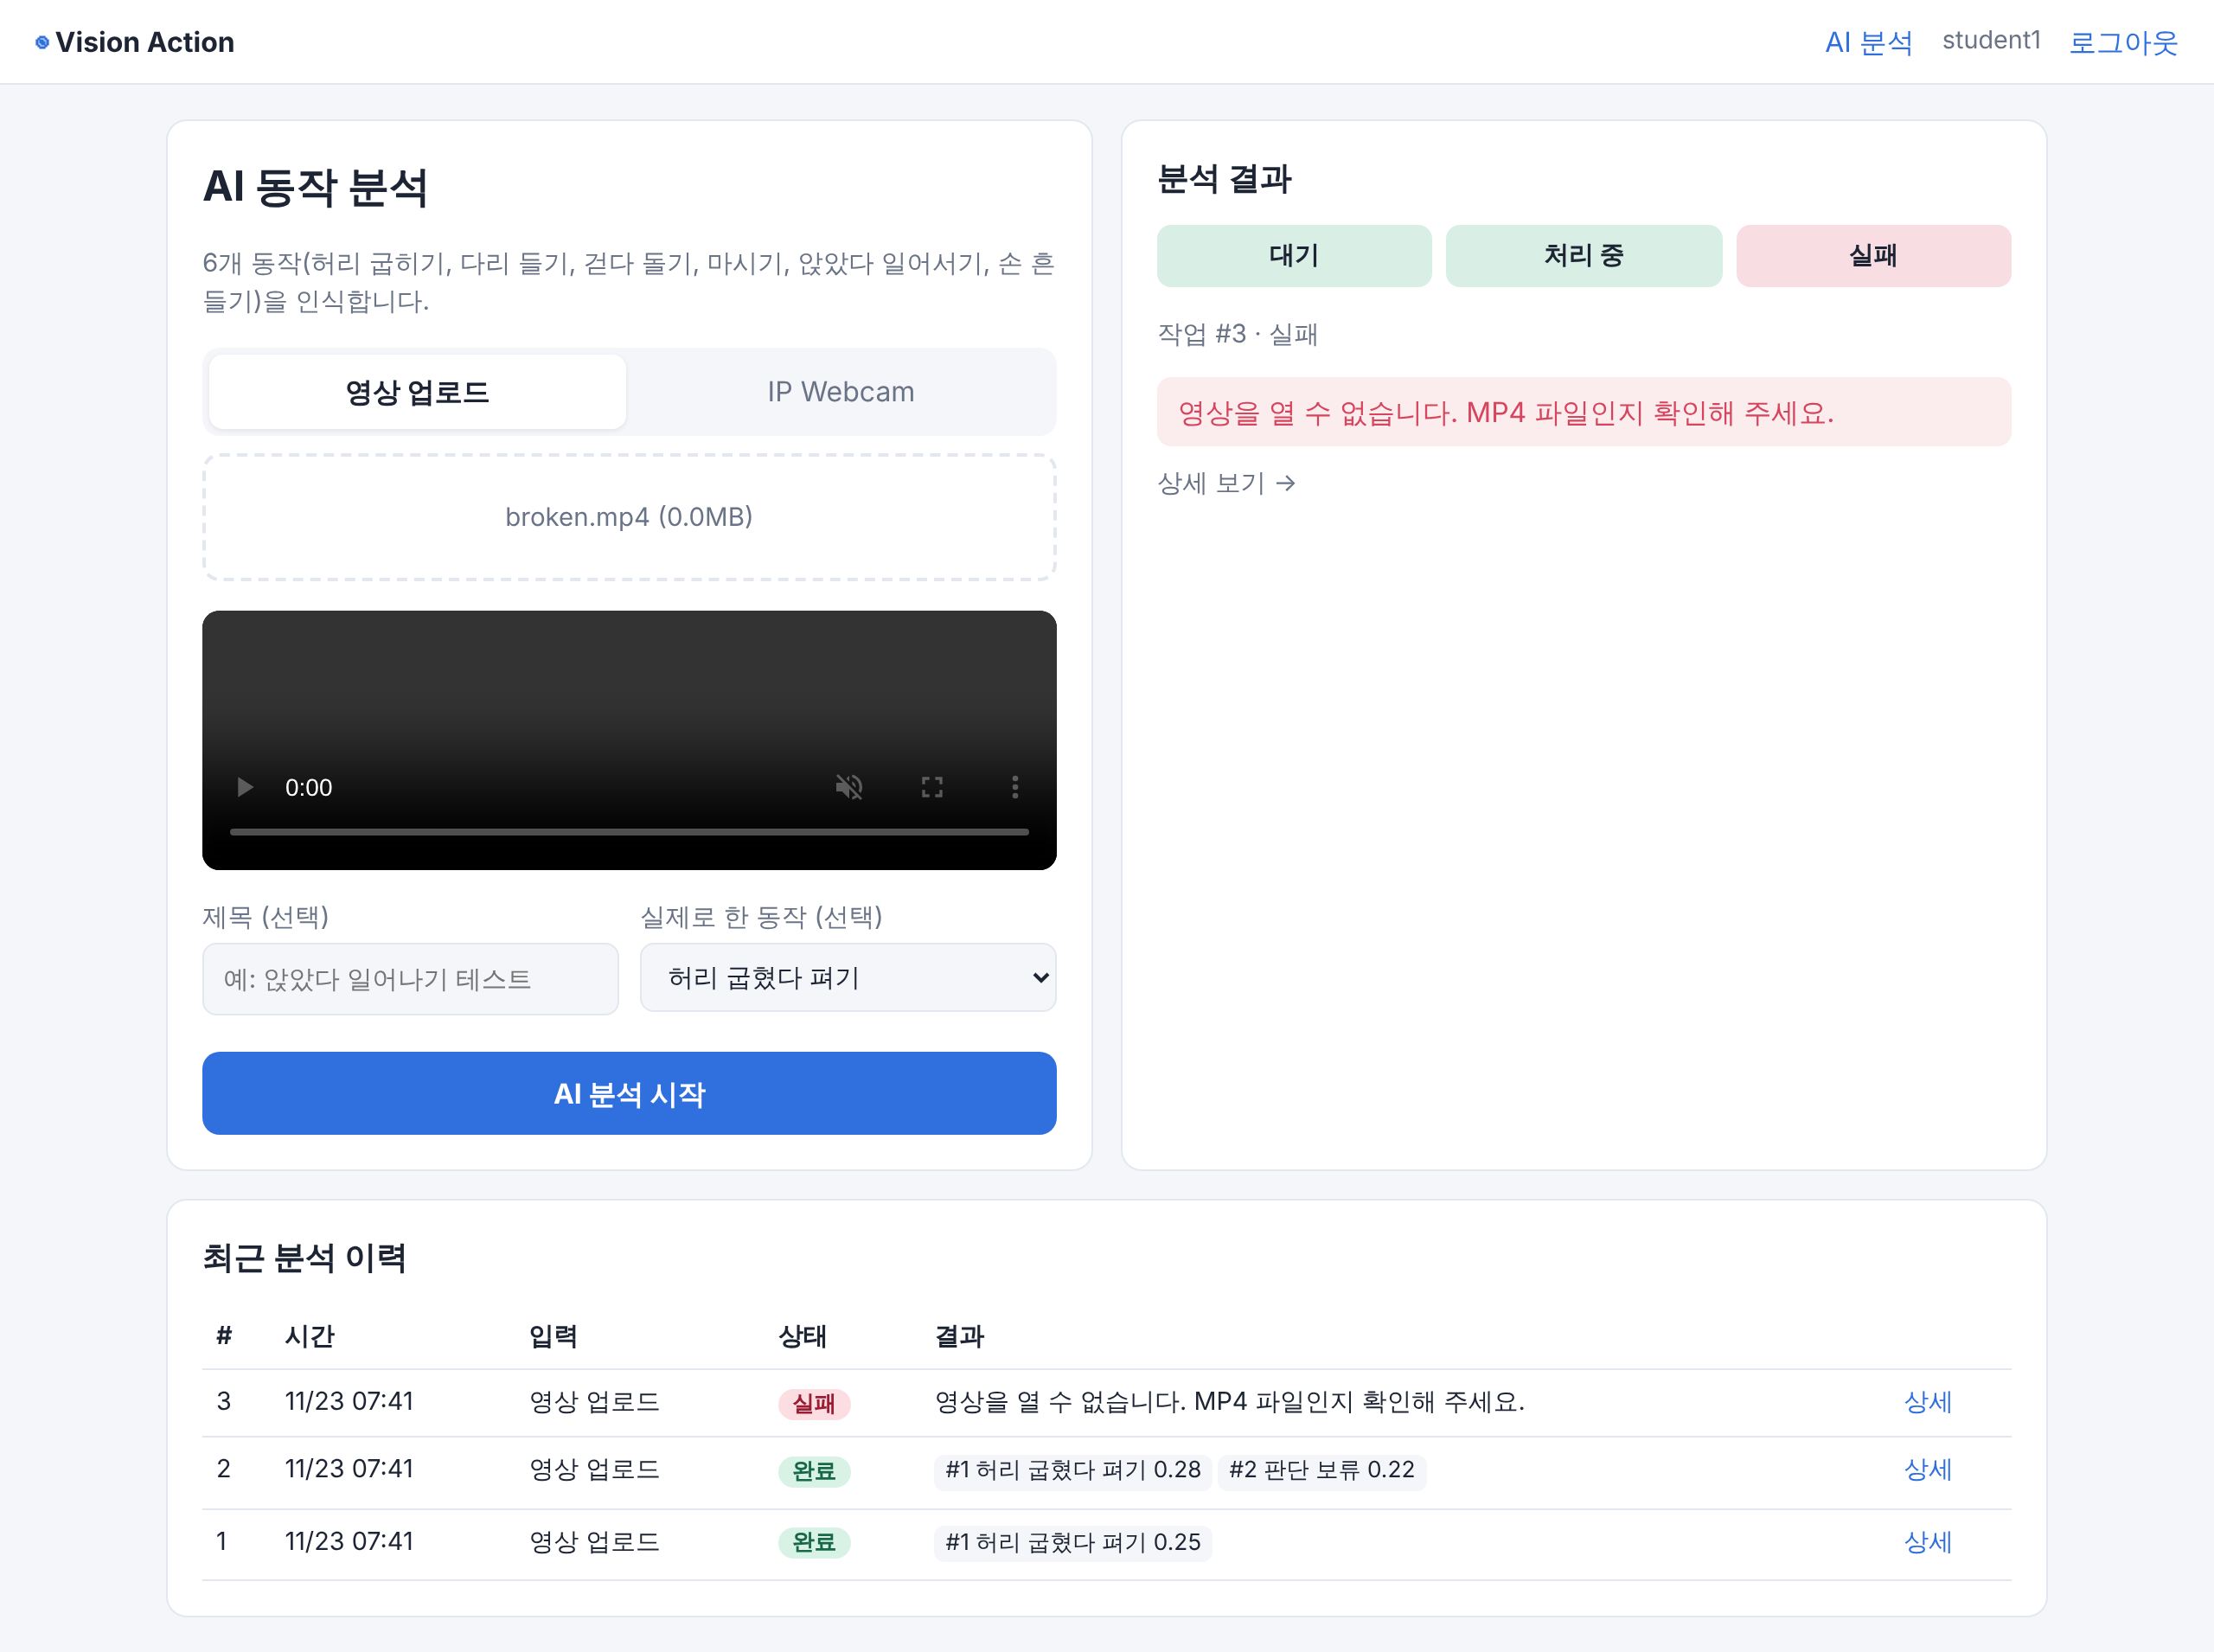 Vision Action
AI 분석 student1 로그아웃
AI 동작 분석
6개 동작(허리 굽히기, 다리 들기, 걷다 돌기, 마시기, 앉았다 일어서기, 손 흔
들기)을 인식합니다.
영상 업로드 IP Webcam
broken.mp4 (0.0MB)
0:00
제목 (선택) 실제로 한 동작 (선택)
예: 앉았다 일어나기 테스트 허리 굽혔다 펴기
AI 분석 시작
분석 결과
대기 처리 중 실패
작업 #3 · 실패
영상을 열 수 없습니다. MP4 파일인지 확인해 주세요.
상세 보기 →
최근 분석 이력
# 시간 입력 상태 결과
3 11/23 07:41 영상 업로드 실패 영상을 열 수 없습니다. MP4 파일인지 확인해 주세요. 상세
2 11/23 07:41 영상 업로드 완료 #1 허리 굽혔다 펴기 0.28 #2 판단 보류 0.22 상세
1 11/23 07:41 영상 업로드 완료 #1 허리 굽혔다 펴기 0.25 상세